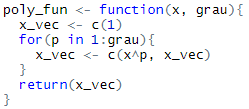 poly_fun <- function(x, grau){
  x_vec <- c(1)
  for(p in 1:grau){
    x_vec <- c(x^p, x_vec)
  }
  return(x_vec)
}